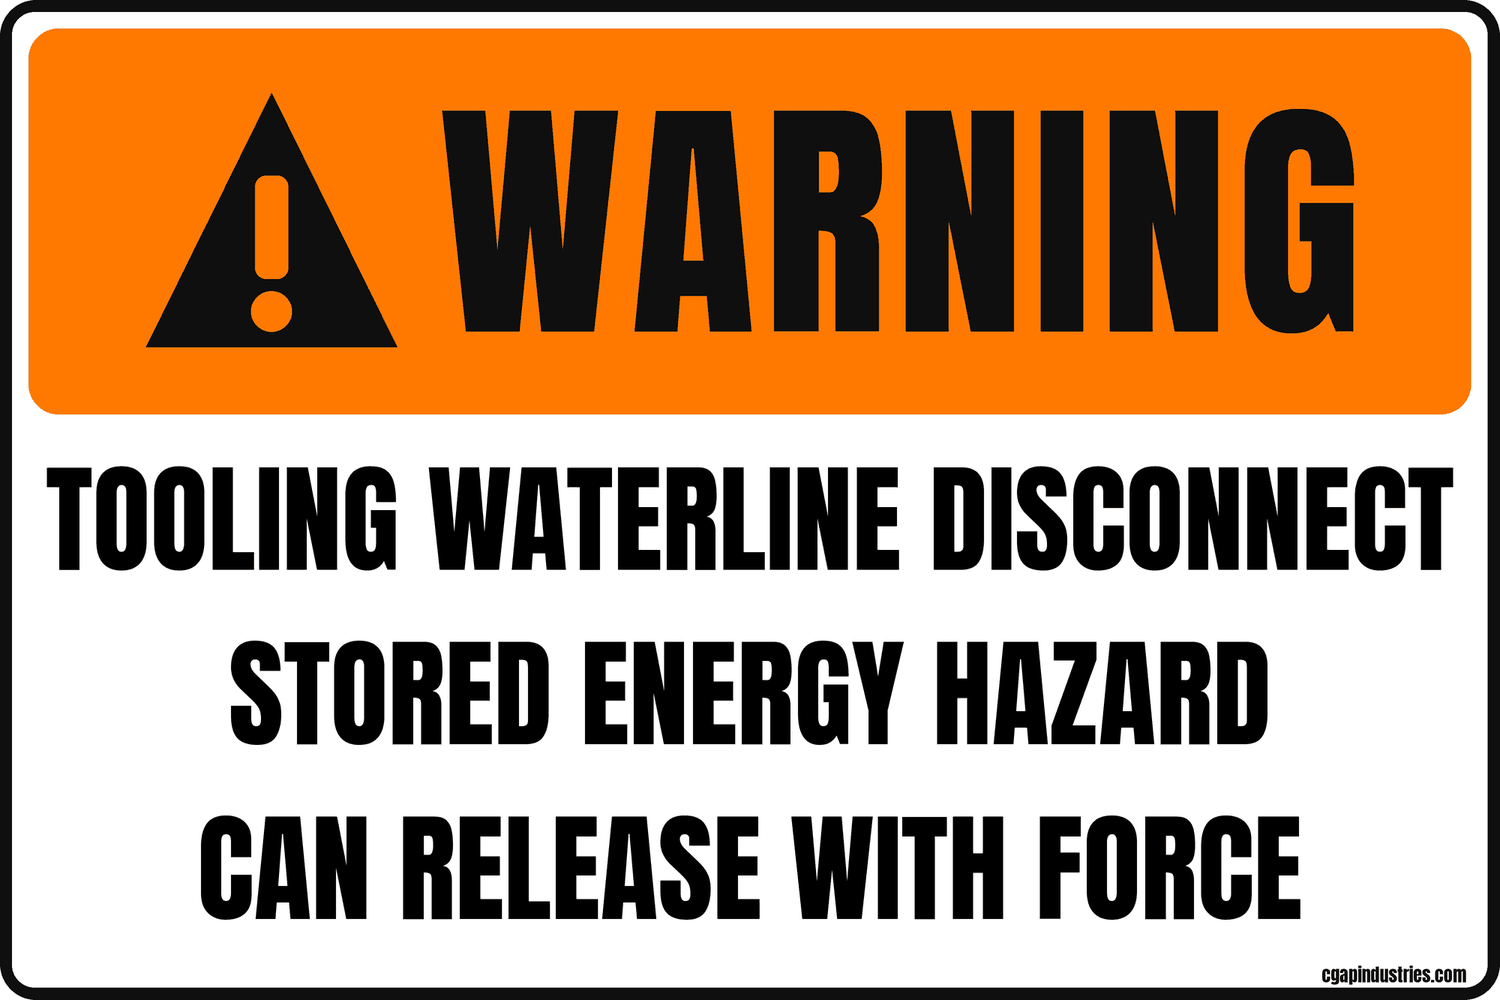 WARNING
TOOLING WATERLINE DISCONNECT
STORED ENERGY HAZARD
CAN RELEASE WITH FORCE
cgapindustries.com